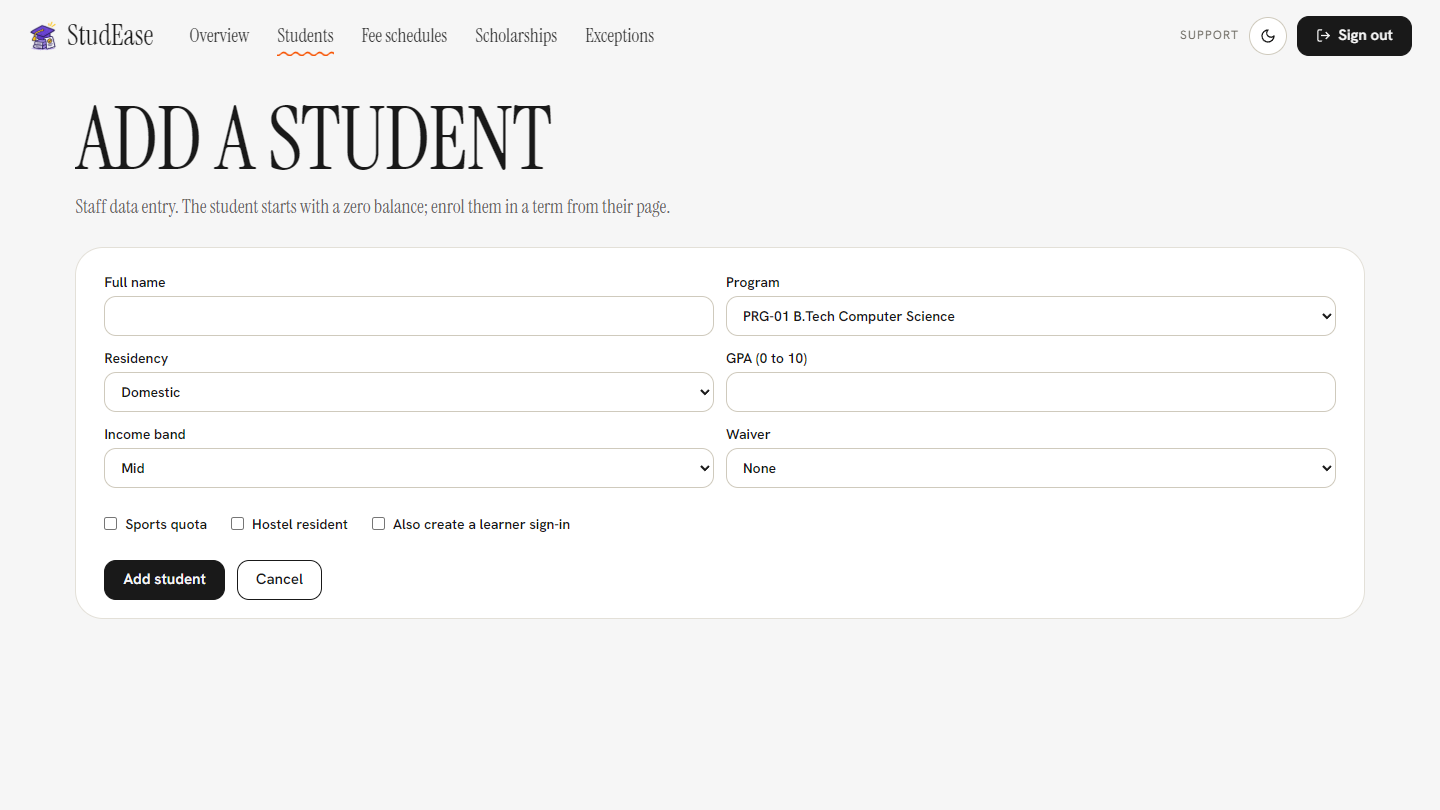 StudEase Overview Students Fee schedules Scholarships Exceptions SUPPORT Sign out
ADD A STUDENT
Staff data entry. The student starts with a zero balance; enrol them in a term from their page.
Full name Program
PRG-01 B.Tech Computer Science
Residency GPA (0 to 10)
Domestic
Income band Waiver
Mid None
Sports quota Hostel resident Also create a learner sign-in
Add student Cancel